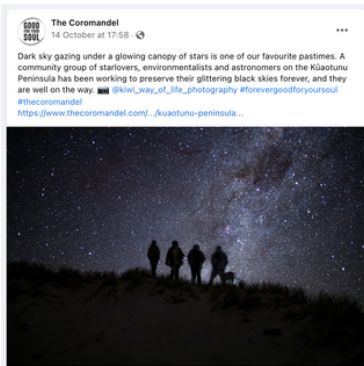 GOOD
FOR YOUR
SOUL
The Coromandel
14 October at 17:58 ·
Dark sky gazing under a glowing canopy of stars is one of our favourite pastimes. A
community group of starlovers, environmentalists and astronomers on the Kūaotunu
Peninsula has been working to preserve their glittering black skies forever, and they
are well on the way. 📷 @kiwi_way_of_life_photography #forevergoodforyoursoul
#thecoromandel
https://www.thecoromandel.com/.../kuaotunu-peninsula...